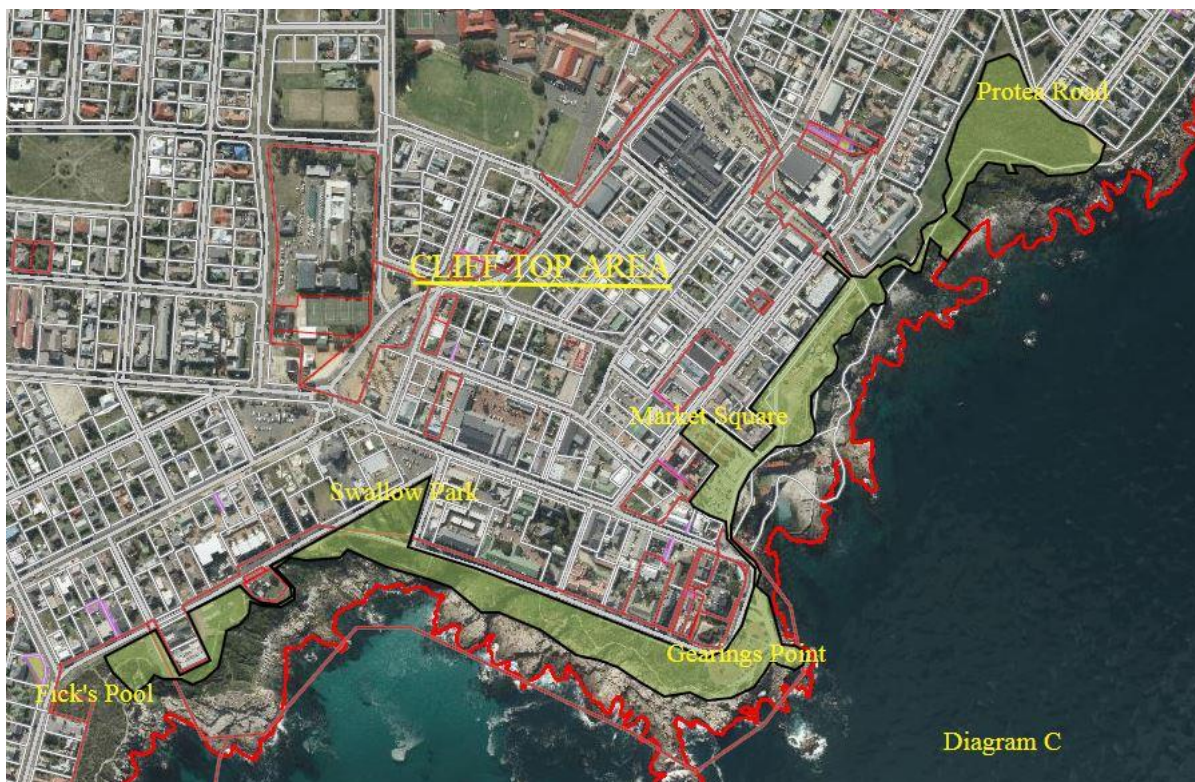 Protea Road
CLIFF TOP AREA
Market Square
Swallow Park
Gearings Point
Fick's Pool
Diagram C